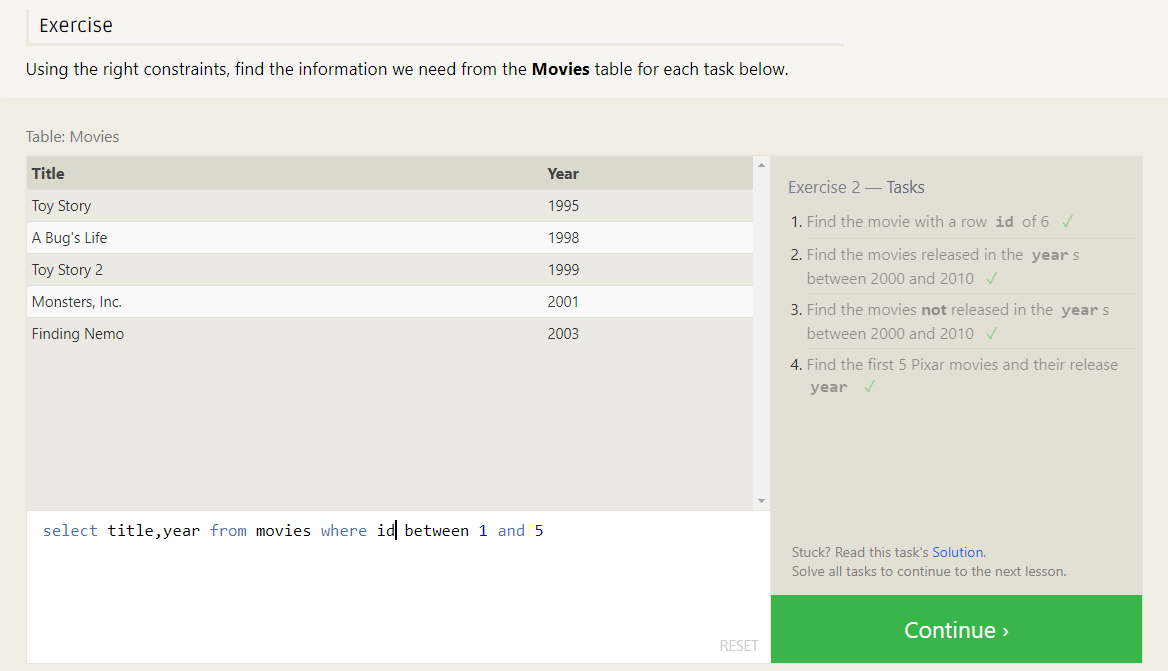 Exercise
Using the right constraints, find the information we need from the Movies table for each task below.
Table: Movies
Title Year
Toy Story 1995
A Bug's Life 1998
Toy Story 2 1999
Monsters, Inc. 2001
Finding Nemo 2003
select title,year from movies where id between 1 and 5
RESET
Exercise 2 — Tasks
1. Find the movie with a row id of 6 ✓
2. Find the movies released in the year s
between 2000 and 2010 ✓
3. Find the movies not released in the year s
between 2000 and 2010 ✓
4. Find the first 5 Pixar movies and their release
year ✓
Stuck? Read this task's Solution.
Solve all tasks to continue to the next lesson.
Continue ›